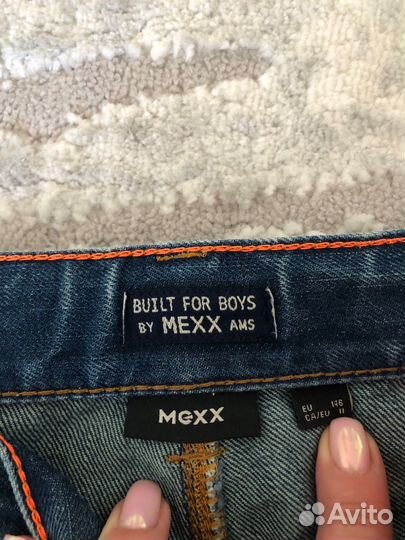 BUILT FOR BOYS
BY MEXX AMS
MEXX
EU 146
CA/EU 11
Avito